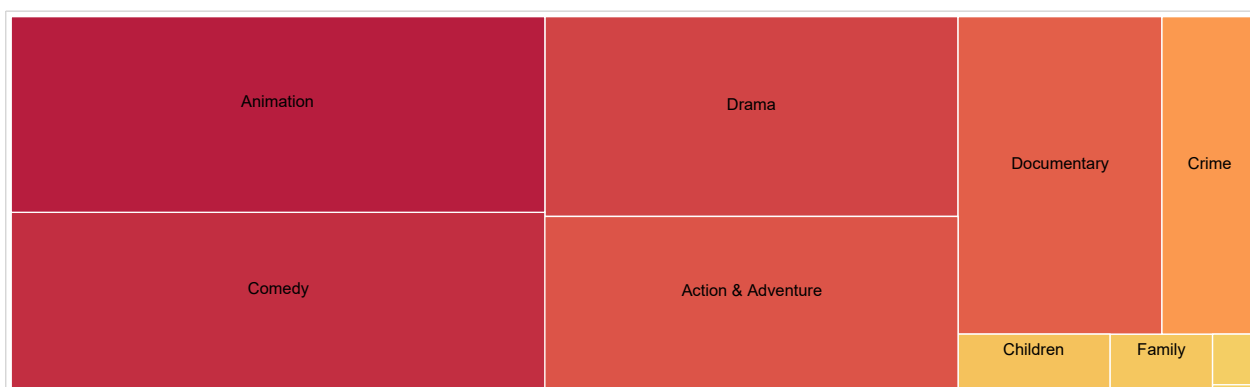 Animation
Drama
Documentary
Crime
Comedy
Action & Adventure
Children
Family